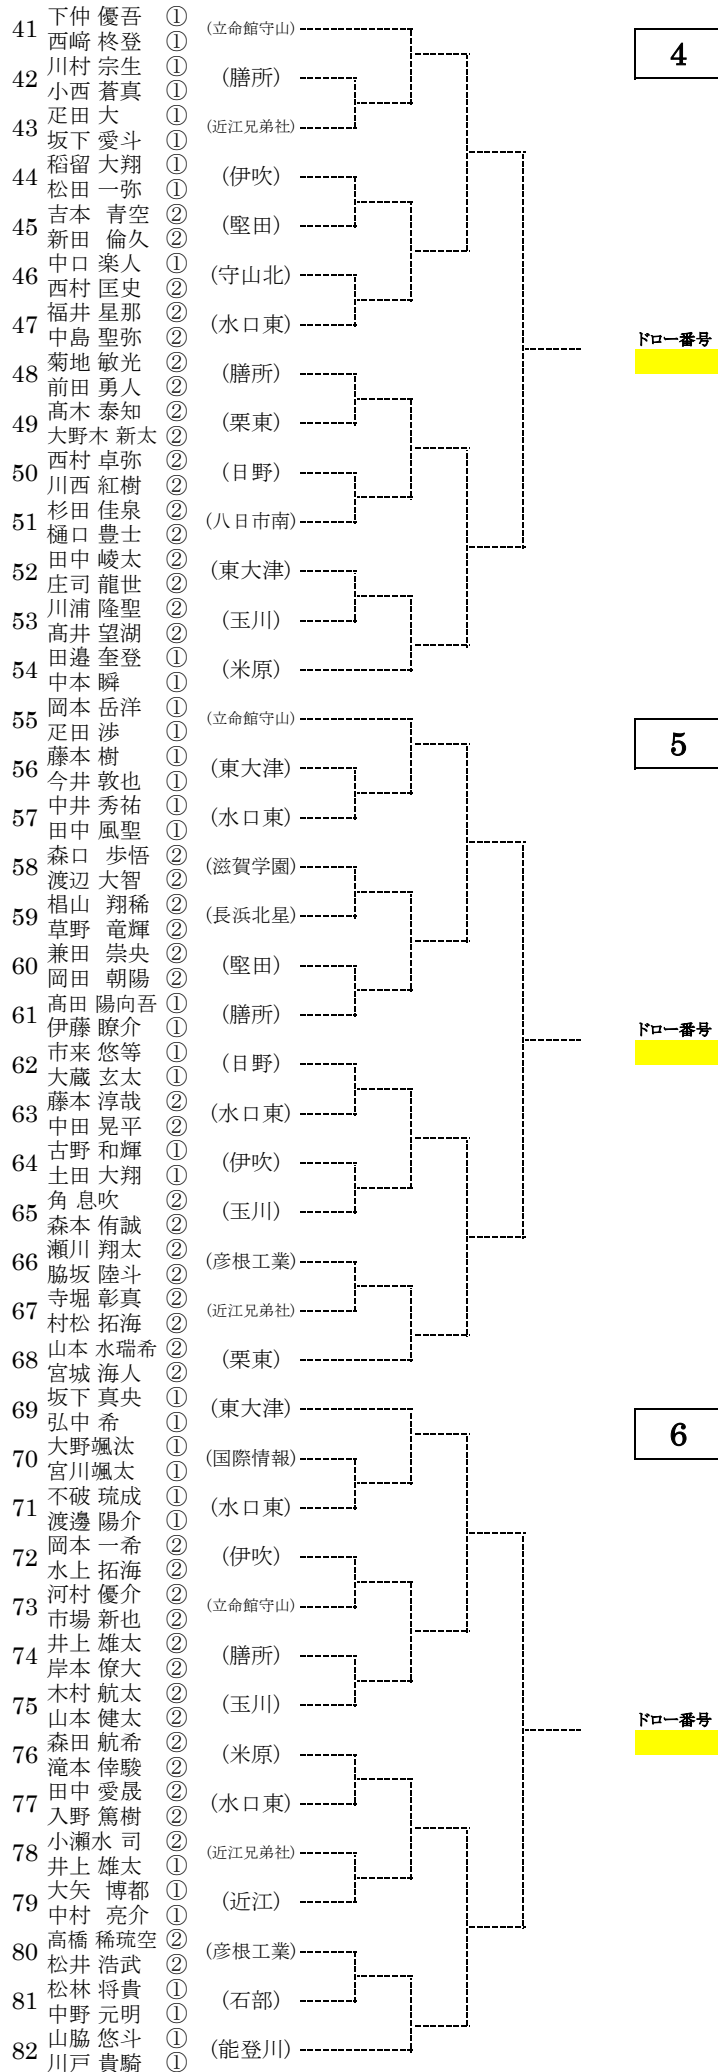 下仲 優吾 ①
41 (立命館守山)
西﨑 柊登 ①
4
川村 宗生 ①
42 (膳所)
小西 蒼真 ①
疋田 大 ①
43 (近江兄弟社)
坂下 愛斗 ①
稻留 大翔 ①
44 (伊吹)
松田 一弥 ①
吉本 青空 ②
45 (堅田)
新田 倫久 ②
中口 楽人 ①
46 (守山北)
西村 匡史 ②
福井 星那 ②
47 (水口東)
中島 聖弥 ②
ドロー番号
菊地 敏光 ②
48 (膳所)
前田 勇人 ②
髙木 泰知 ②
49 (栗東)
大野木 新太 ②
西村 卓弥 ②
50 (日野)
川西 紅樹 ②
杉田 佳泉 ②
51 (八日市南)
樋口 豊士 ②
田中 崚太 ②
52 (東大津)
庄司 龍世 ②
川浦 隆聖 ②
53 (玉川)
髙井 望湖 ②
田邉 奎登 ①
54 (米原)
中本 瞬 ①
岡本 岳洋 ①
55 (立命館守山)
疋田 渉 ①
5
藤本 樹 ①
56 (東大津)
今井 敦也 ①
中井 秀祐 ①
57 (水口東)
田中 風聖 ①
森口 歩悟 ②
58 (滋賀学園)
渡辺 大智 ②
椙山 翔稀 ②
59 (長浜北星)
草野 竜輝 ②
兼田 崇央 ②
60 (堅田)
岡田 朝陽 ②
髙田 陽向吾 ①
61 (膳所)
伊藤 瞭介 ①
ドロー番号
市来 悠等 ①
62 (日野)
大蔵 玄太 ①
藤本 淳哉 ②
63 (水口東)
中田 晃平 ②
古野 和輝 ①
64 (伊吹)
土田 大翔 ①
角 息吹 ②
65 (玉川)
森本 侑誠 ②
瀬川 翔太 ②
66 (彦根工業)
脇坂 陸斗 ②
寺堀 彰真 ②
67 (近江兄弟社)
村松 拓海 ②
山本 水瑞希 ②
68 (栗東)
宮城 海人 ②
坂下 真央 ①
69 (東大津)
弘中 希 ①
6
大野颯汰 ①
70 (国際情報)
宮川颯太 ①
不破 琉成 ①
71 (水口東)
渡邊 陽介 ①
岡本 一希 ②
72 (伊吹)
水上 拓海 ②
河村 優介 ②
73 (立命館守山)
市場 新也 ②
井上 雄太 ②
74 (膳所)
岸本 僚大 ②
木村 航太 ②
75 (玉川)
山本 健太 ②
ドロー番号
森田 航希 ②
76 (米原)
滝本 倖駿 ②
田中 愛晟 ②
77 (水口東)
入野 篤樹 ②
小瀬水 司 ②
78 (近江兄弟社)
井上 雄太 ①
大矢 博都 ①
79 (近江)
中村 亮介 ①
高橋 稀琉空 ②
80 (彦根工業)
松井 浩武 ②
松林 将貴 ①
81 (石部)
中野 元明 ①
山脇 悠斗 ①
82 (能登川)
川戸 貴騎 ①